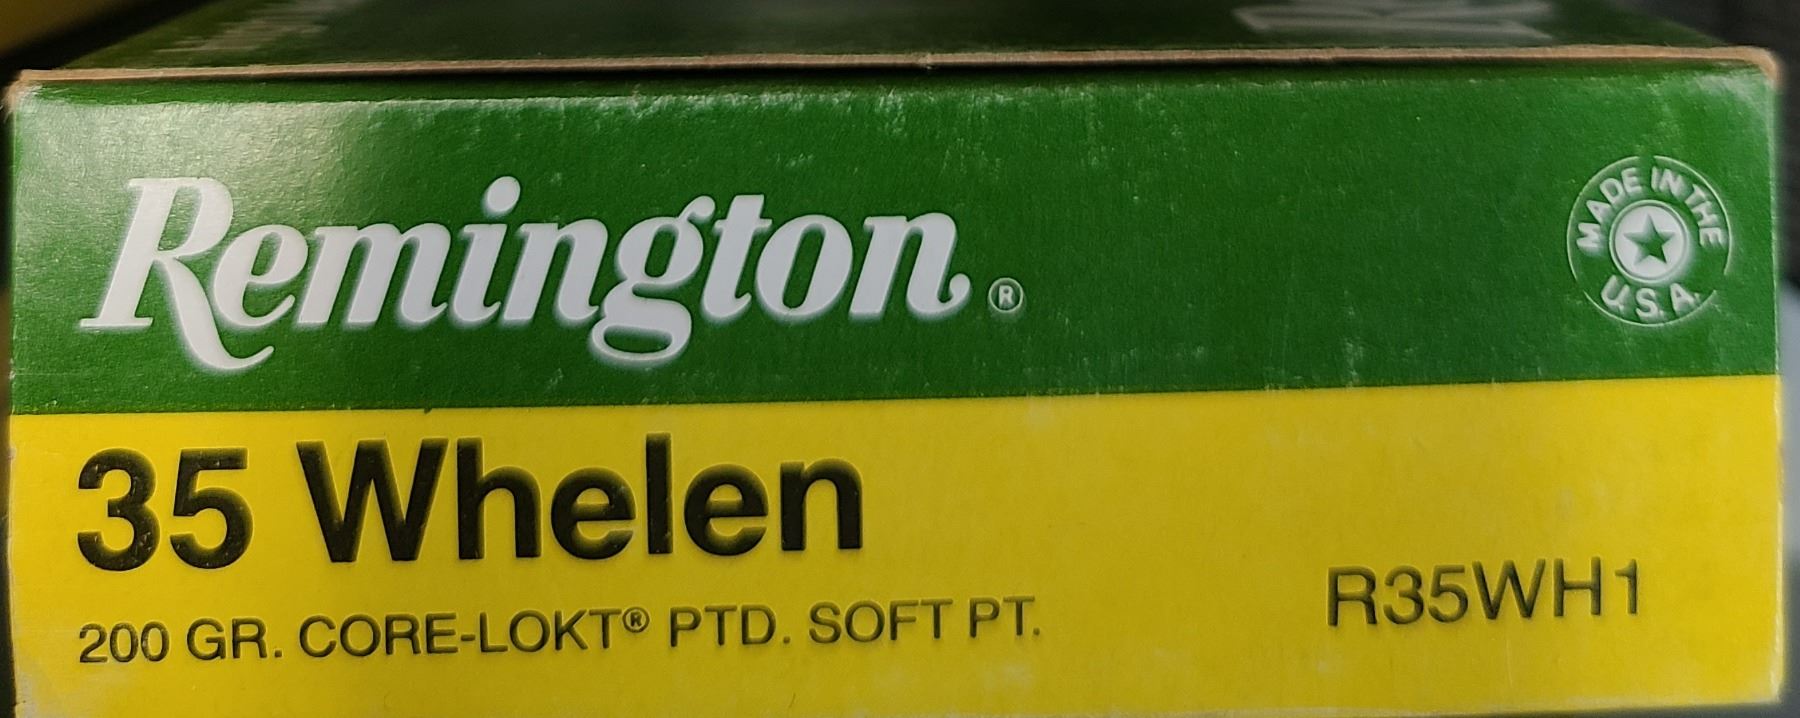 Remington®
MADE IN THE
U.S.A.
35 Whelen
200 GR. CORE-LOKT® PTD. SOFT PT.
R35WH1